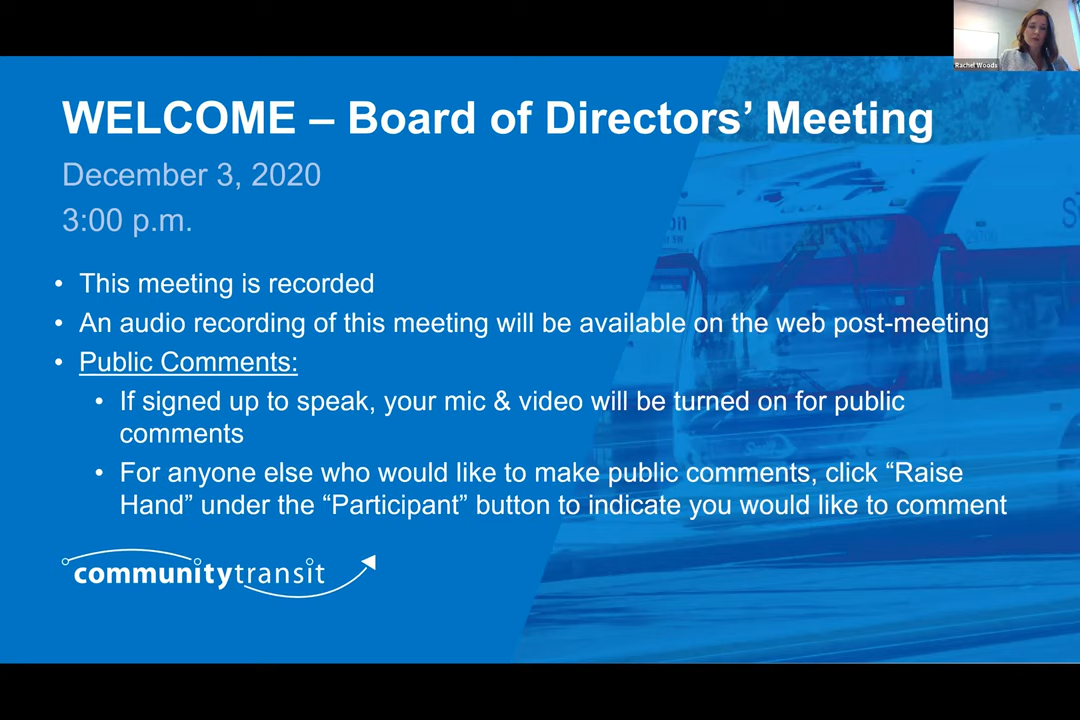 Rachel Woods
WELCOME – Board of Directors’ Meeting
December 3, 2020
3:00 p.m.
• This meeting is recorded
• An audio recording of this meeting will be available on the web post-meeting
• Public Comments:
• If signed up to speak, your mic & video will be turned on for public
comments
• For anyone else who would like to make public comments, click “Raise
Hand” under the “Participant” button to indicate you would like to comment
communitytransit